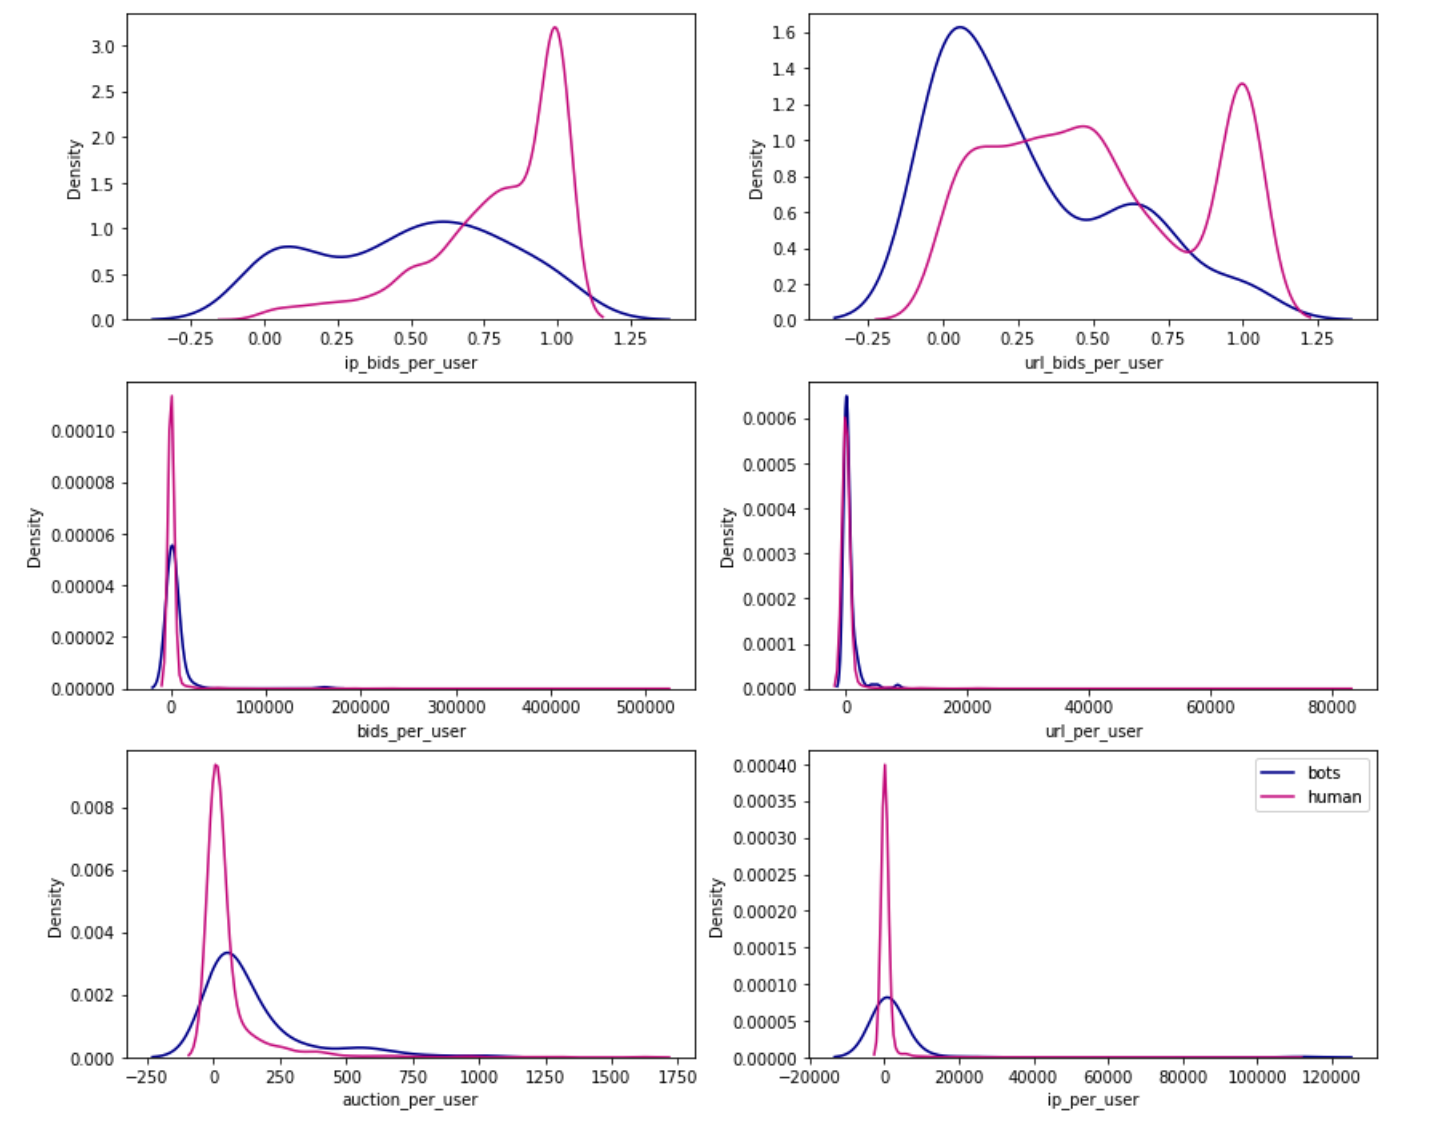 3.0
2.5
2.0
1.5
1.0
0.5
0.0
Density
−0.25 0.00 0.25 0.50 0.75 1.00 1.25
ip_bids_per_user
1.6
1.4
1.2
1.0
0.8
0.6
0.4
0.2
0.0
Density
−0.25 0.00 0.25 0.50 0.75 1.00 1.25
url_bids_per_user
0.00010
0.00008
0.00006
0.00004
0.00002
0.00000
Density
0 100000 200000 300000 400000 500000
bids_per_user
0.0006
0.0005
0.0004
0.0003
0.0002
0.0001
0.0000
Density
0 20000 40000 60000 80000
url_per_user
0.008
0.006
0.004
0.002
0.000
Density
−250 0 250 500 750 1000 1250 1500 1750
auction_per_user
0.00040
0.00035
0.00030
0.00025
0.00020
0.00015
0.00010
0.00005
0.00000
Density
bots
human
−20000 0 20000 40000 60000 80000 100000 120000
ip_per_user